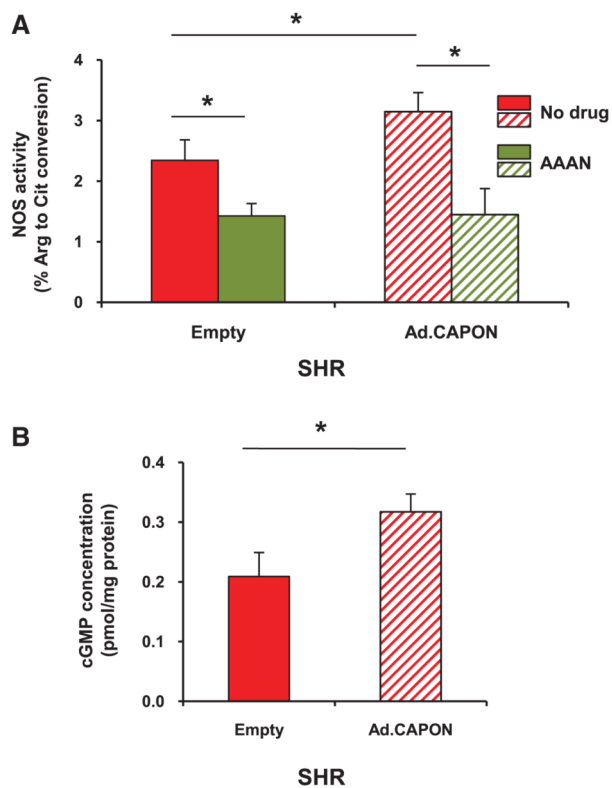 A
*
*
*
NOS activity
(% Arg to Cit conversion)
4
3
2
1
0
No drug
AAAN
Empty
Ad.CAPON
SHR
B
*
cGMP concentration
(pmol/mg protein)
0.4
0.3
0.2
0.1
0.0
Empty
Ad.CAPON
SHR